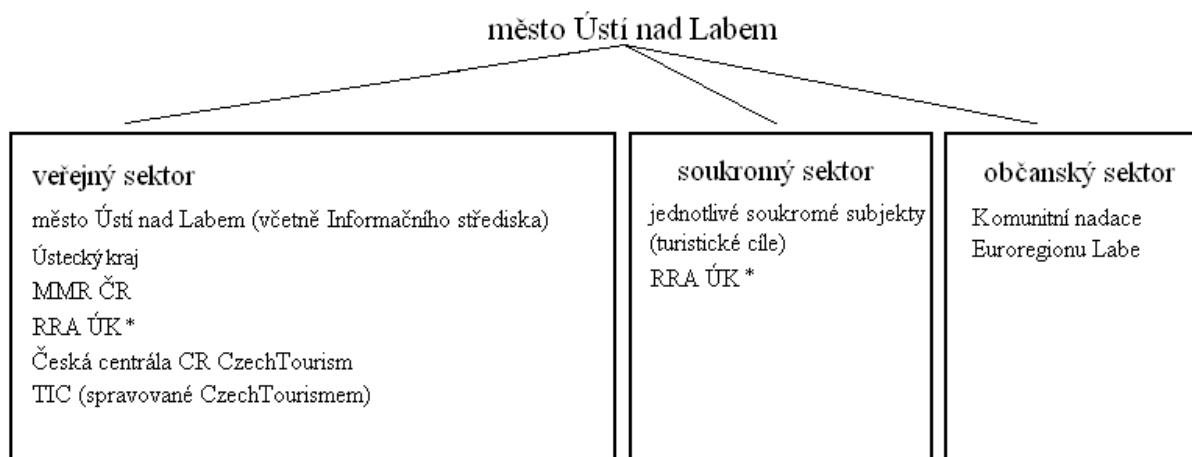 město Ústí nad Labem
veřejný sektor
město Ústí nad Labem (včetně Informačního střediska)
Ústecký kraj
MMR ČR
RRA ÚK *
Česká centrála CR CzechTourism
TIC (spravované CzechTourismem)
soukromý sektor
jednotlivé soukromé subjekty
(turistické cíle)
RRA ÚK *
občanský sektor
Komunitní nadace
Euroregionu Labe